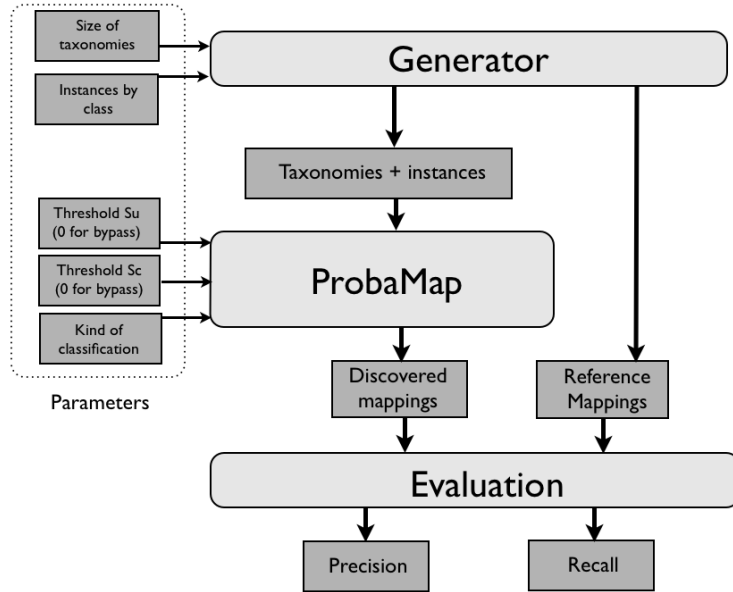 Size of
taxonomies
Generator
Instances by
class
Taxonomies + instances
Threshold Su
(0 for bypass)
ProbaMap
Threshold Sc
(0 for bypass)
Kind of
classification
Parameters
Discovered
mappings
Reference
Mappings
Evaluation
Precision
Recall